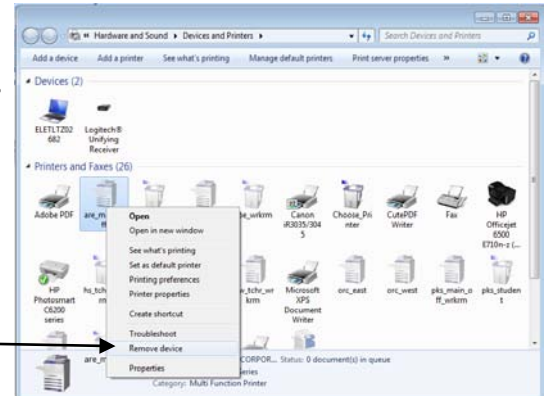 Hardware and Sound ▸ Devices and Printers ▸
Search Devices and Printers
Add a device Add a printer See what's printing Manage default printers Print server properties »
Devices (2)
ELETLTZ02
682
Logitech®
Unifying
Receiver
Printers and Faxes (26)
Adobe PDF
Canon
iR3035/304
5
Choose_Pri
nter
CutePDF
Writer
Fax
HP
Officejet
6500
E710n-z (...
Open
Open in new window
See what's printing
Set as default printer
Printing preferences
Printer properties
Create shortcut
Troubleshoot
Remove device
Properties
HP
Photosmart
C6200
series
Microsoft
XPS
Document
Writer
orc_east
orc_west
pks_main_o
ff_wrkrm
pks_studen
t
CORPOR... Status: 0 document(s) in queue
Category: Multi Function Printer